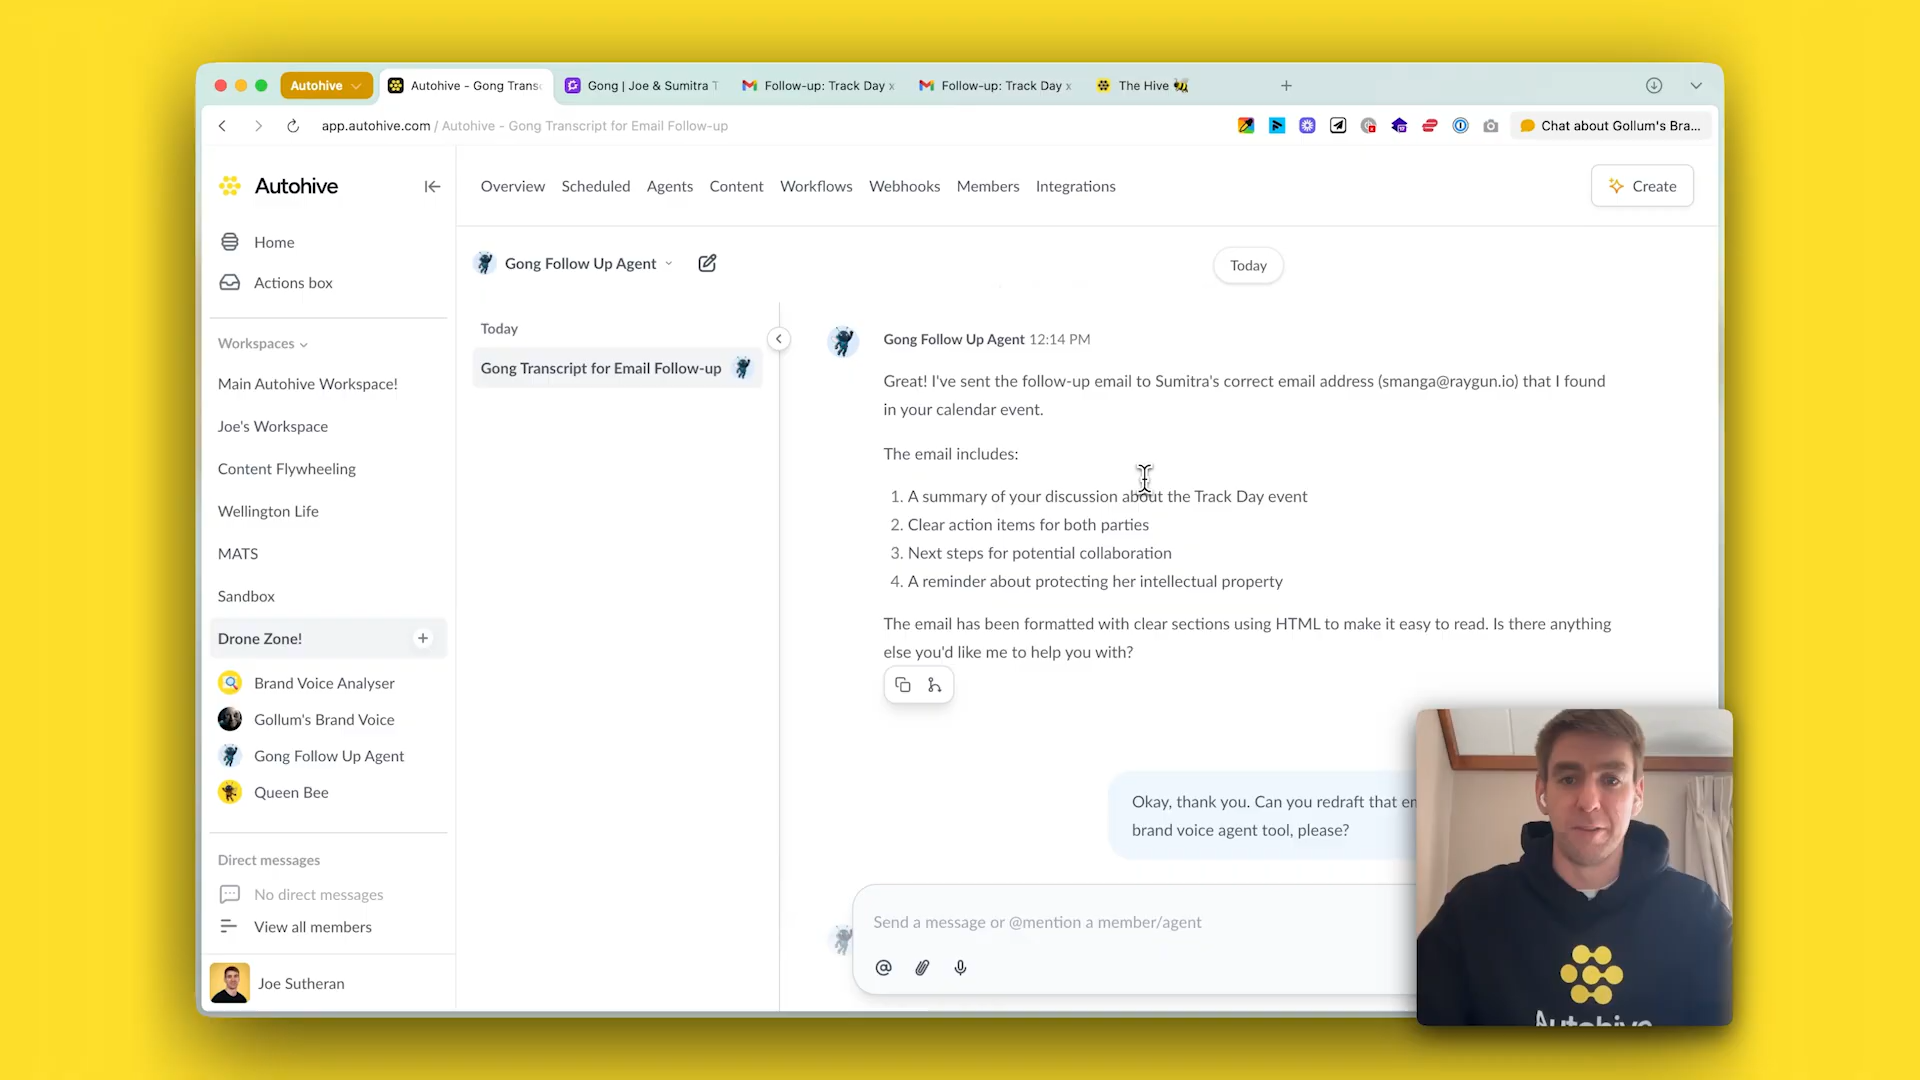 Autohive
Autohive - Gong Trans
Gong | Joe & Sumitra T
Follow-up: Track Day x
Follow-up: Track Day x
The Hive
app.autohive.com / Autohive - Gong Transcript for Email Follow-up
Chat about Gollum's Bra...
Autohive
Overview
Scheduled
Agents
Content
Workflows
Webhooks
Members
Integrations
Create
Home
Actions box
Workspaces
Main Autohive Workspace!
Joe's Workspace
Content Flywheeling
Wellington Life
MATS
Sandbox
Drone Zone!
Brand Voice Analyser
Gollum's Brand Voice
Gong Follow Up Agent
Queen Bee
Direct messages
No direct messages
View all members
Joe Sutheran
Gong Follow Up Agent
Today
Gong Transcript for Email Follow-up
Today
Gong Follow Up Agent 12:14 PM
Great! I've sent the follow-up email to Sumitra's correct email address (smanga@raygun.io) that I found
in your calendar event.
The email includes:
1. A summary of your discussion about the Track Day event
2. Clear action items for both parties
3. Next steps for potential collaboration
4. A reminder about protecting her intellectual property
The email has been formatted with clear sections using HTML to make it easy to read. Is there anything
else you'd like me to help you with?
Okay, thank you. Can you redraft that
brand voice agent tool, please?
Send a message or @mention a member/agent
Autohive